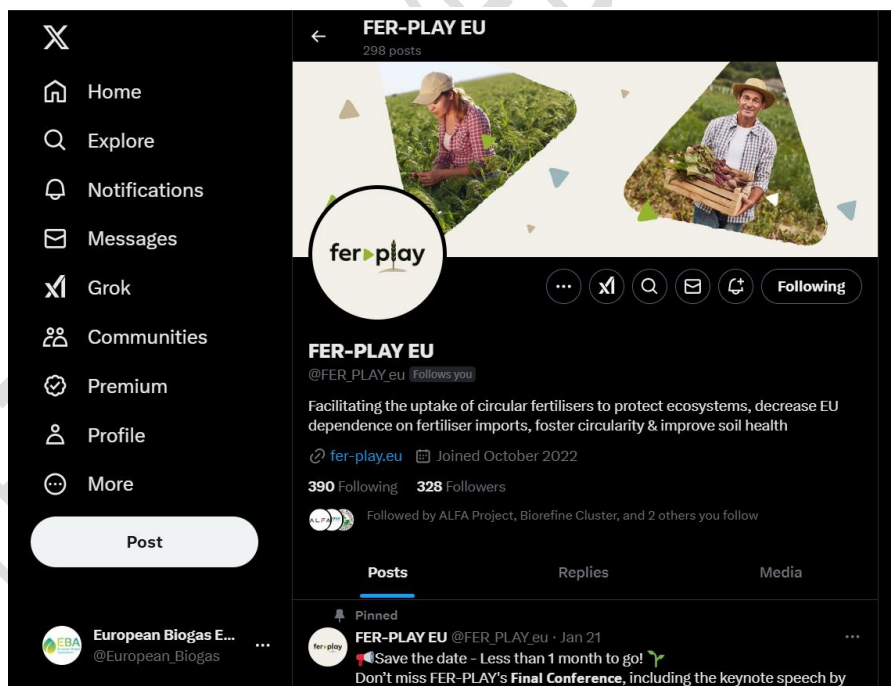 FER-PLAY EU
298 posts
Home
Explore
Notifications
Messages
Grok
Communities
Premium
Profile
More
Post
European Biogas E...
@European_Biogas
EBA
fer play
Following
FER-PLAY EU
@FER_PLAY_eu Follows you
Facilitating the uptake of circular fertilisers to protect ecosystems, decrease EU
dependence on fertiliser imports, foster circularity & improve soil health
fer-play.eu Joined October 2022
390 Following 328 Followers
Followed by ALFA Project, Biorefine Cluster, and 2 others you follow
Posts Replies Media
Pinned
fer play
FER-PLAY EU @FER_PLAY_eu · Jan 21
📢Save the date - Less than 1 month to go! 🌱
Don't miss FER-PLAY's Final Conference, including the keynote speech by